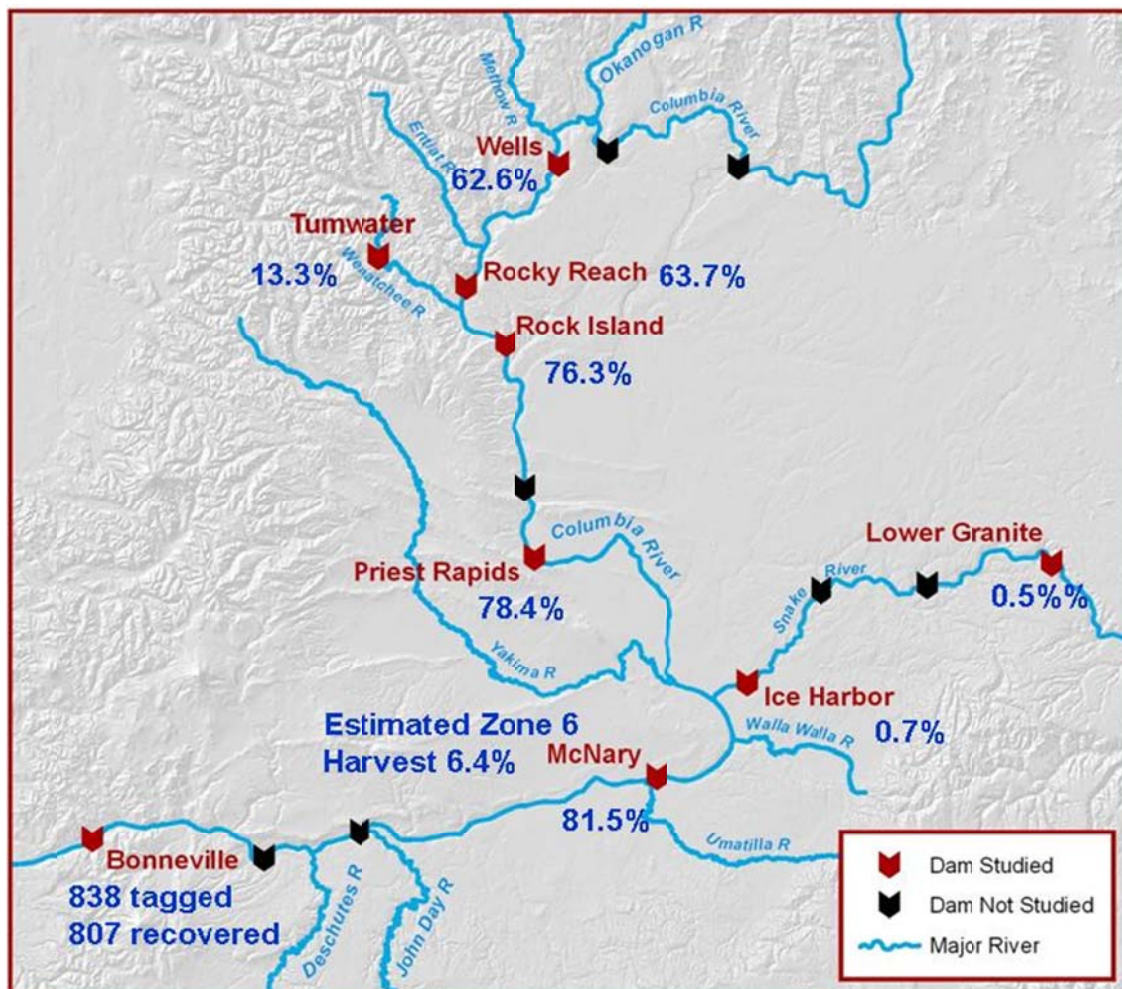 Methow R
Okanogan R
Columbia River
Entiat R
Wells
62.6%
Tumwater
13.3%
Wenatchee R
Rocky Reach 63.7%
Rock Island
76.3%
Columbia River
Priest Rapids
78.4%
Lower Granite
0.5%%
Snake River
Yakima R
Ice Harbor
0.7%
Walla Walla R
Estimated Zone 6
Harvest 6.4%
McNary
81.5%
Umatilla R
Bonneville
838 tagged
807 recovered
Deschutes R
John Day R
Dam Studied
Dam Not Studied
Major River